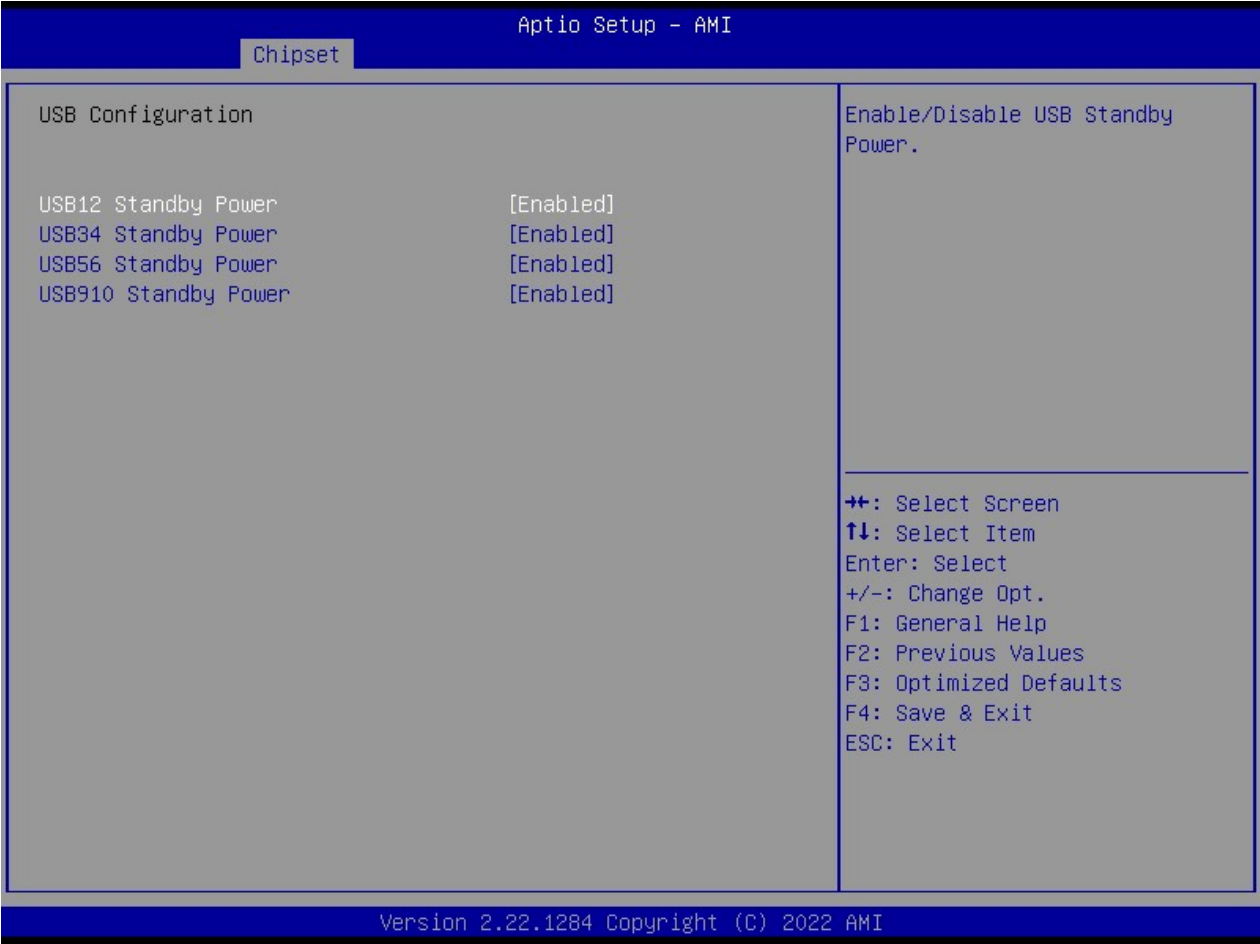 Aptio Setup – AMI
Chipset
USB Configuration
USB12 Standby Power [Enabled]
USB34 Standby Power [Enabled]
USB56 Standby Power [Enabled]
USB910 Standby Power [Enabled]
Enable/Disable USB Standby
Power.
→←: Select Screen
↑↓: Select Item
Enter: Select
+/-: Change Opt.
F1: General Help
F2: Previous Values
F3: Optimized Defaults
F4: Save & Exit
ESC: Exit
Version 2.22.1284 Copyright (C) 2022 AMI